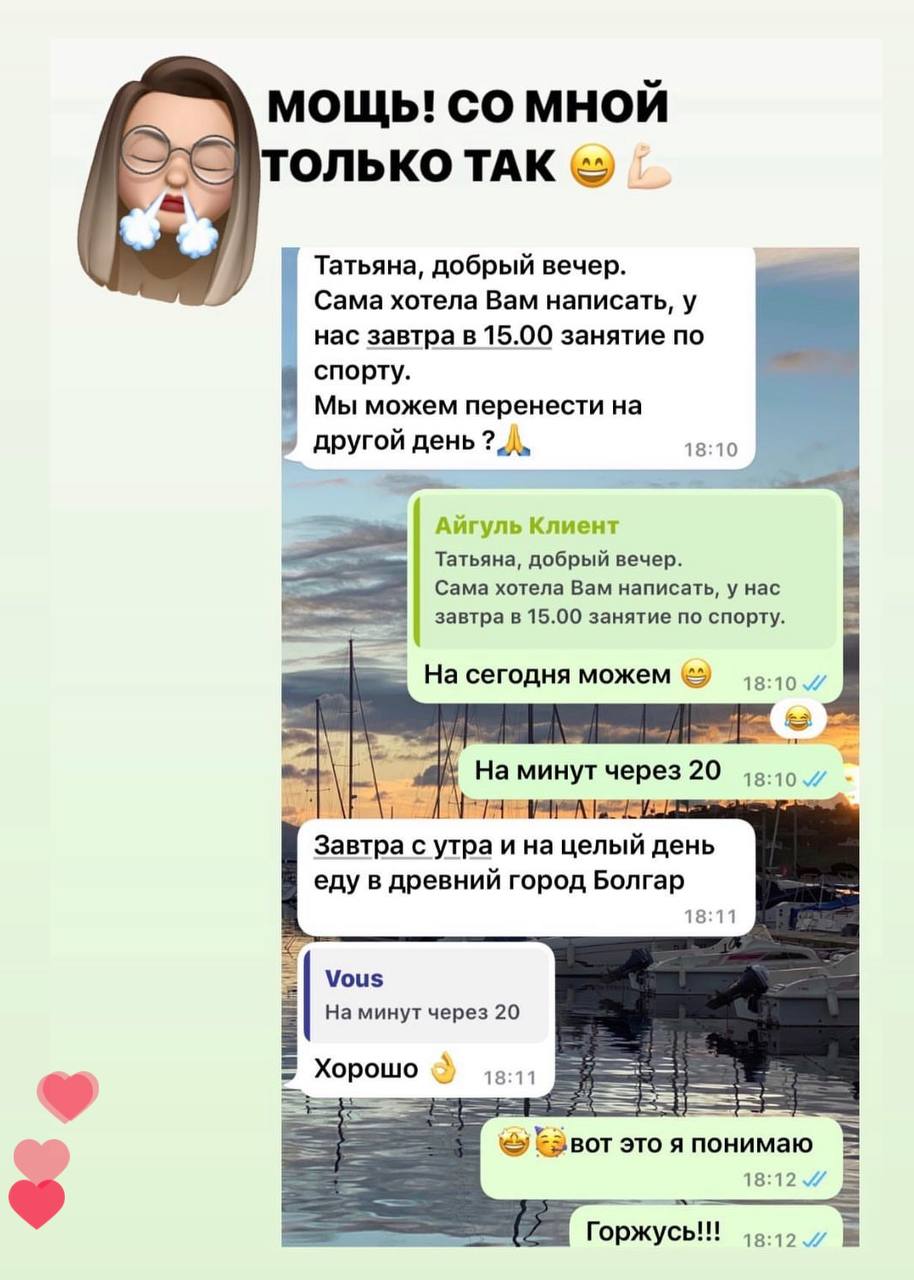 МОЩЬ! СО МНОЙ
ТОЛЬКО ТАК 😄💪🏻
Татьяна, добрый вечер.
Сама хотела Вам написать, у
нас завтра в 15.00 занятие по
спорту.
Мы можем перенести на
другой день ?🙏
18:10
Айгуль Клиент
Татьяна, добрый вечер.
Сама хотела Вам написать, у нас
завтра в 15.00 занятие по спорту.
На сегодня можем 😁 18:10
😂
На минут через 20 18:10
Завтра с утра и на целый день
еду в древний город Болгар
18:11
Vous
На минут через 20
Хорошо 👌 18:11
🤩🥳вот это я понимаю
18:12
Горжусь!!! 18:12